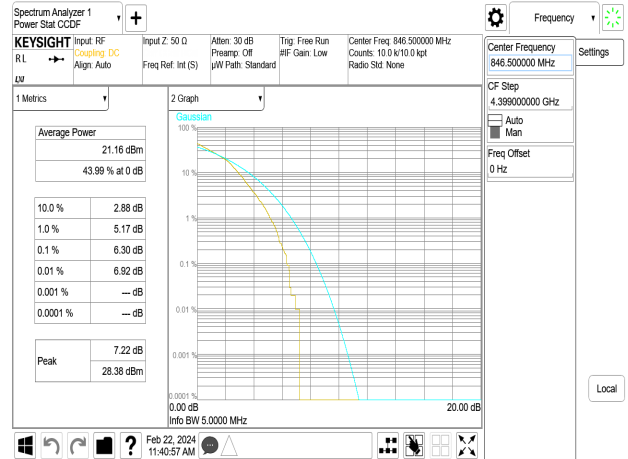 Spectrum Analyzer 1
Power Stat CCDF
Frequency
KEYSIGHT
RL
LXI
Input: RF
Coupling: DC
Align: Auto
Input Z: 50 Ω
Freq Ref: Int (S)
Atten: 30 dB
Preamp: Off
µW Path: Standard
Trig: Free Run
#IF Gain: Low
Center Freq: 846.500000 MHz
Counts: 10.0 k/10.0 kpt
Radio Std: None
Center Frequency
846.500000 MHz
Settings
CF Step
4.399000000 GHz
Auto
Man
Freq Offset
0 Hz
1 Metrics
Average Power
21.16 dBm
43.99 % at 0 dB
10.0 % 2.88 dB
1.0 % 5.17 dB
0.1 % 6.30 dB
0.01 % 6.92 dB
0.001 % --- dB
0.0001 % --- dB
Peak
7.22 dB
28.38 dBm
2 Graph
Gaussian
100 %
10 %
1 %
0.1 %
0.01 %
0.001 %
0.0001 %
0.00 dB 20.00 dB
Info BW 5.0000 MHz
Local
?
Feb 22, 2024
11:40:57 AM